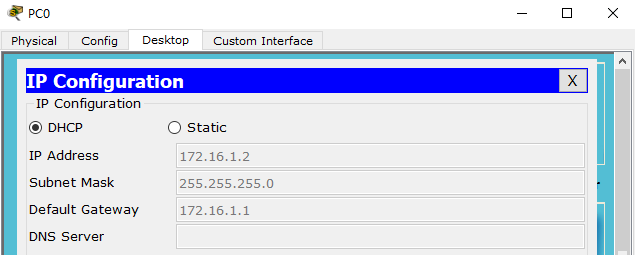 PC0
Physical Config Desktop Custom Interface
IP Configuration X
IP Configuration
DHCP Static
IP Address 172.16.1.2
Subnet Mask 255.255.255.0
Default Gateway 172.16.1.1
DNS Server